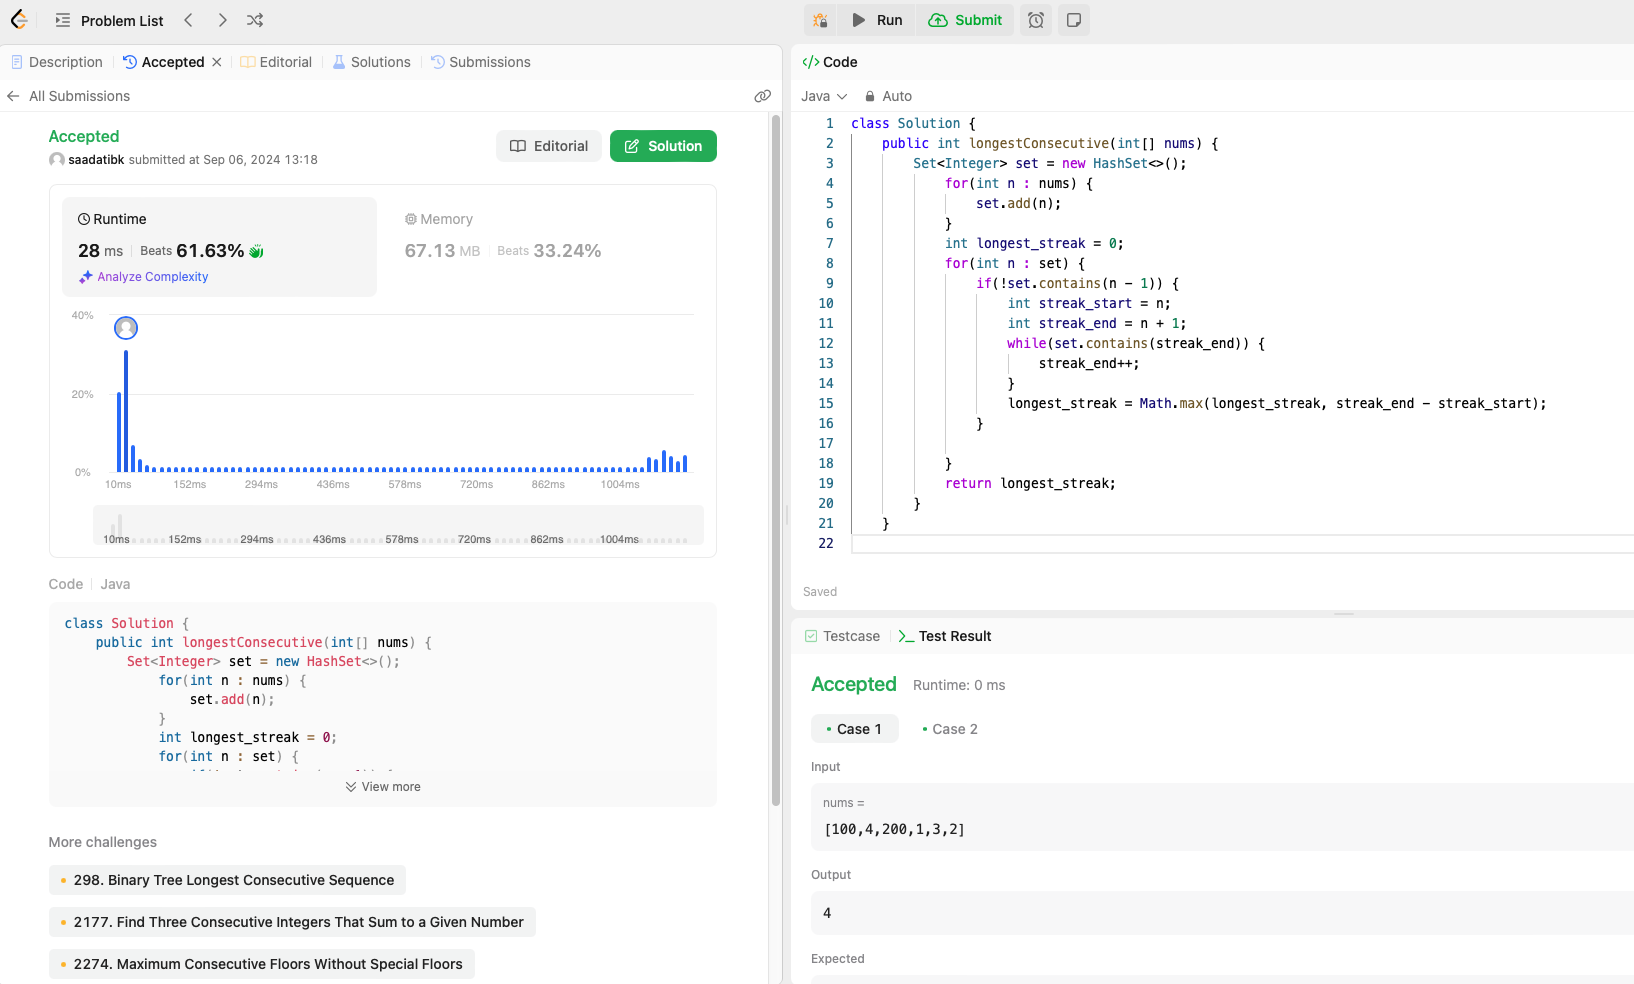 Problem List
Run
Submit
Description
Accepted
Editorial
Solutions
Submissions
All Submissions
Accepted
saadatibk submitted at Sep 06, 2024 13:18
Editorial
Solution
Runtime
28 ms
Beats 61.63%
Analyze Complexity
Memory
67.13 MB
Beats 33.24%
40%
20%
0%
10ms 152ms 294ms 436ms 578ms 720ms 862ms 1004ms
10ms 152ms 294ms 436ms 578ms 720ms 862ms 1004ms
Code
Java
class Solution {
    public int longestConsecutive(int[] nums) {
        Set<Integer> set = new HashSet<>();
            for(int n : nums) {
                set.add(n);
            }
            int longest_streak = 0;
            for(int n : set) {
View more
More challenges
298. Binary Tree Longest Consecutive Sequence
2177. Find Three Consecutive Integers That Sum to a Given Number
2274. Maximum Consecutive Floors Without Special Floors
</> Code
Java
Auto
1 class Solution {
2     public int longestConsecutive(int[] nums) {
3         Set<Integer> set = new HashSet<>();
4             for(int n : nums) {
5                 set.add(n);
6             }
7             int longest_streak = 0;
8             for(int n : set) {
9                 if(!set.contains(n - 1)) {
10                     int streak_start = n;
11                     int streak_end = n + 1;
12                     while(set.contains(streak_end)) {
13                         streak_end++;
14                     }
15                     longest_streak = Math.max(longest_streak, streak_end - streak_start);
16                 }
17
18             }
19             return longest_streak;
20         }
21     }
22
Saved
Testcase
Test Result
Accepted
Runtime: 0 ms
Case 1
Case 2
Input
nums =
[100,4,200,1,3,2]
Output
4
Expected